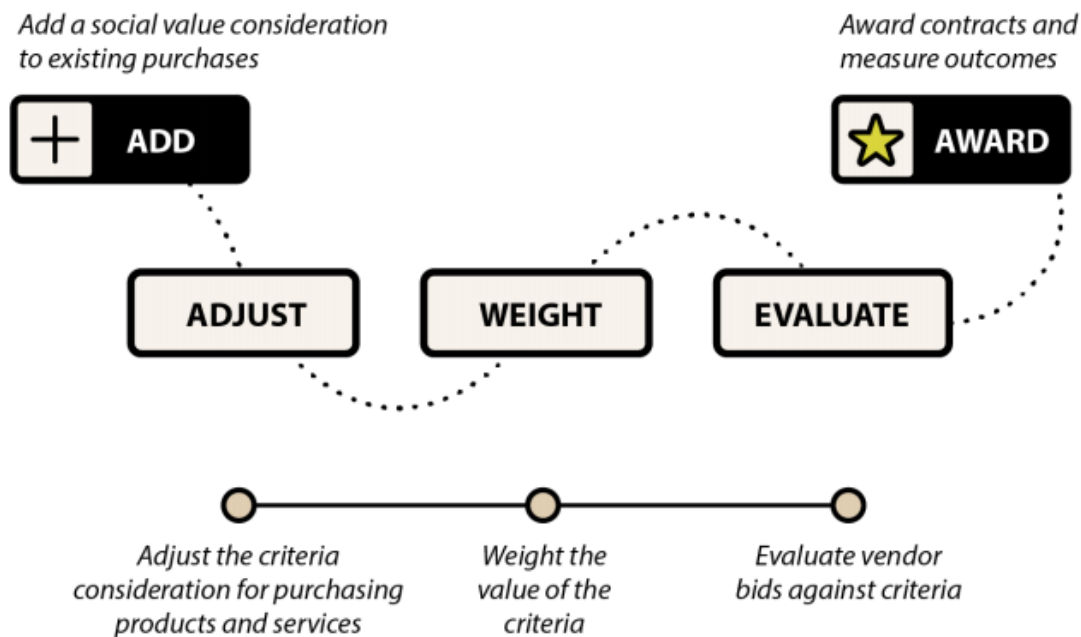 Add a social value consideration
to existing purchases
Award contracts and
measure outcomes
ADD
AWARD
ADJUST
WEIGHT
EVALUATE
Adjust the criteria
consideration for purchasing
products and services
Weight the
value of the
criteria
Evaluate vendor
bids against criteria